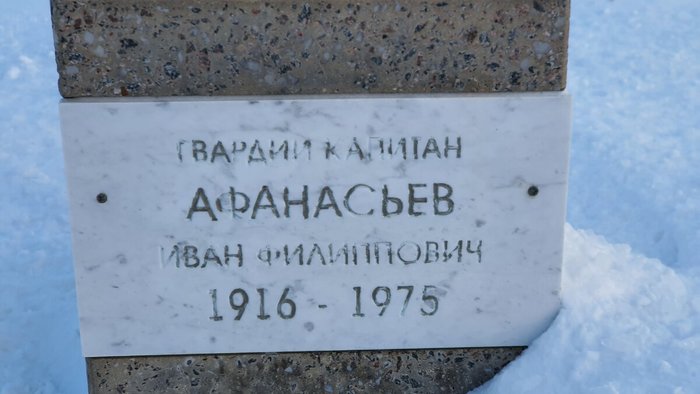 ГВАРДИИ КАПИТАН
АФАНАСЬЕВ
ИВАН ФИЛИППОВИЧ
1916 - 1975